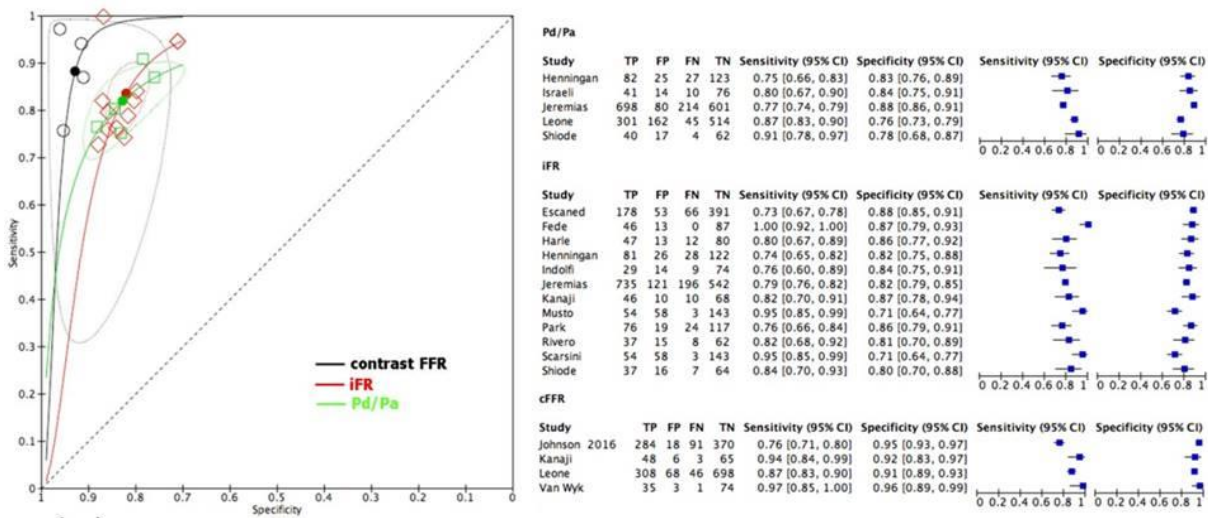 1
0.9
0.8
0.7
0.6
0.5
0.4
0.3
0.2
0.1
0
Sensitivity
1 0.9 0.8 0.7 0.6 0.5 0.4 0.3 0.2 0.1 0
Specificity
contrast FFR
iFR
Pd/Pa
Pd/Pa
Study TP FP FN TN Sensitivity (95% CI) Specificity (95% CI) Sensitivity (95% CI) Specificity (95% CI)
Henningan 82 25 27 123 0.75 [0.66, 0.83] 0.83 [0.76, 0.89]
Israeli 41 14 10 76 0.80 [0.67, 0.90] 0.84 [0.75, 0.91]
Jeremias 698 80 214 601 0.77 [0.74, 0.79] 0.88 [0.86, 0.91]
Leone 301 162 45 514 0.87 [0.83, 0.90] 0.76 [0.73, 0.79]
Shiode 40 17 4 62 0.91 [0.78, 0.97] 0.78 [0.68, 0.87]
0 0.2 0.4 0.6 0.8 1 0 0.2 0.4 0.6 0.8 1
iFR
Study TP FP FN TN Sensitivity (95% CI) Specificity (95% CI) Sensitivity (95% CI) Specificity (95% CI)
Escaned 178 53 66 391 0.73 [0.67, 0.78] 0.88 [0.85, 0.91]
Fede 46 13 0 87 1.00 [0.92, 1.00] 0.87 [0.79, 0.93]
Harle 47 13 12 80 0.80 [0.67, 0.89] 0.86 [0.77, 0.92]
Henningan 81 26 28 122 0.74 [0.65, 0.82] 0.82 [0.75, 0.88]
Indolfi 29 14 9 74 0.76 [0.60, 0.89] 0.84 [0.75, 0.91]
Jeremias 735 121 196 542 0.79 [0.76, 0.82] 0.82 [0.79, 0.85]
Kanaji 46 10 10 68 0.82 [0.70, 0.91] 0.87 [0.78, 0.94]
Musto 54 58 3 143 0.95 [0.85, 0.99] 0.71 [0.64, 0.77]
Park 76 19 24 117 0.76 [0.66, 0.84] 0.86 [0.79, 0.91]
Rivero 37 15 8 62 0.82 [0.68, 0.92] 0.81 [0.70, 0.89]
Scarsini 54 58 3 143 0.95 [0.85, 0.99] 0.71 [0.64, 0.77]
Shiode 37 16 7 64 0.84 [0.70, 0.93] 0.80 [0.70, 0.88]
0 0.2 0.4 0.6 0.8 1 0 0.2 0.4 0.6 0.8 1
cFFR
Study TP FP FN TN Sensitivity (95% CI) Specificity (95% CI) Sensitivity (95% CI) Specificity (95% CI)
Johnson 2016 284 18 91 370 0.76 [0.71, 0.80] 0.95 [0.93, 0.97]
Kanaji 48 6 3 65 0.94 [0.84, 0.99] 0.92 [0.83, 0.97]
Leone 308 68 46 698 0.87 [0.83, 0.90] 0.91 [0.89, 0.93]
Van Wyk 35 3 1 74 0.97 [0.85, 1.00] 0.96 [0.89, 0.99]
0 0.2 0.4 0.6 0.8 1 0 0.2 0.4 0.6 0.8 1